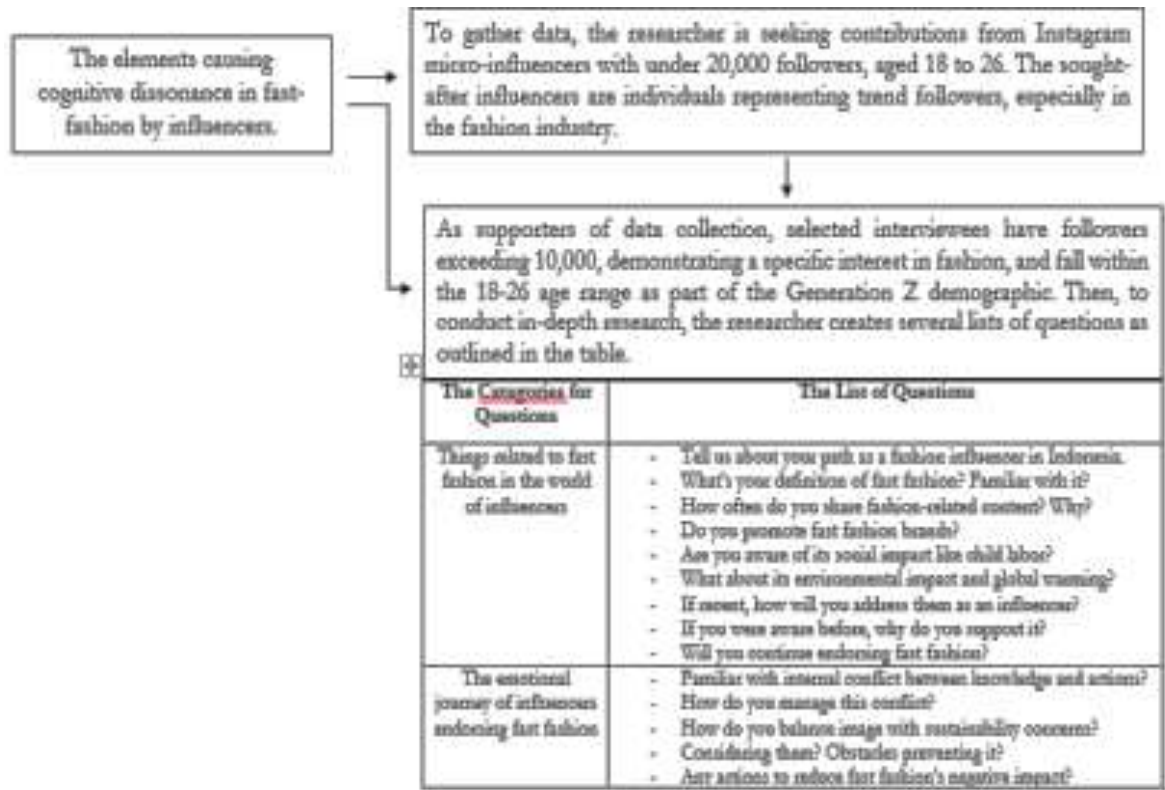 The elements causing
cognitive dissonance in fast-
fashion by influencers.
To gather data, the researcher is seeking contributions from Instagram
micro-influencers with under 20,000 followers, aged 18 to 26. The sought-
after influencers are individuals representing trend followers, especially in
the fashion industry.
As supporters of data collection, selected interviewees have followers
exceeding 10,000, demonstrating a specific interest in fashion, and fall within
the 18-26 age range as part of the Generation Z demographic. Then, to
conduct in-depth research, the researcher creates several lists of questions as
outlined in the table.
The Categories for
Questions
The List of Questions
Things related to fast
fashion in the world
of influencers
- Tell us about your path as a fashion influencer in Indonesia.
- What's your definition of fast fashion? Familiar with it?
- How often do you share fashion-related content? Why?
- Do you promote fast fashion brands?
- Are you aware of its social impact like child labor?
- What about its environmental impact and global warming?
- If recent, how will you address them as an influencer?
- If you were aware before, why do you support it?
- Will you continue endorsing fast fashion?
The emotional
journey of influencers
endorsing fast fashion
- Familiar with internal conflict between knowledge and actions?
- How do you manage this conflict?
- How do you balance image with sustainability concerns?
- Considering them? Obstacles preventing it?
- Any actions to reduce fast fashion's negative impact?